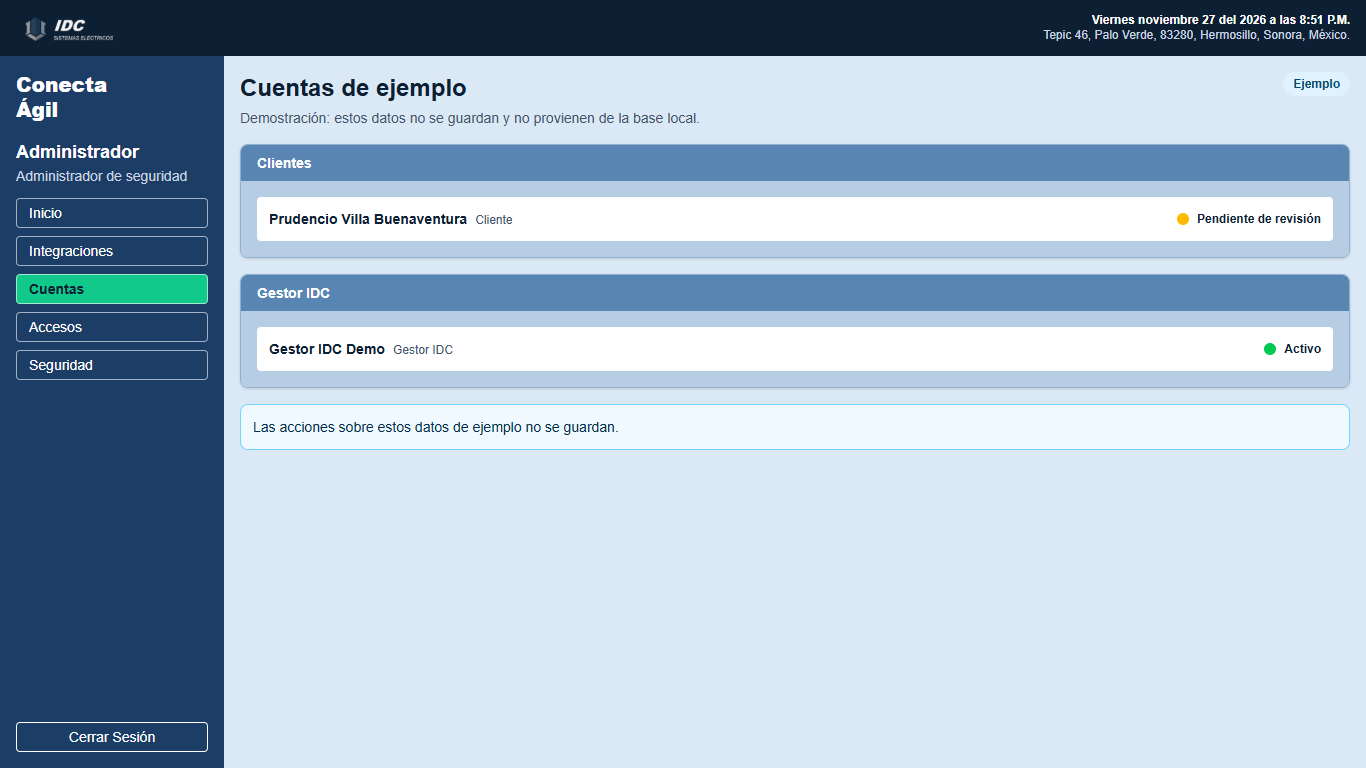 IDC
SISTEMAS ELÉCTRICOS
Viernes noviembre 27 del 2026 a las 8:51 P.M.
Tepic 46, Palo Verde, 83280, Hermosillo, Sonora, México.
Conecta
Ágil
Administrador
Administrador de seguridad
Inicio
Integraciones
Cuentas
Accesos
Seguridad
Cerrar Sesión
Cuentas de ejemplo
Ejemplo
Demostración: estos datos no se guardan y no provienen de la base local.
Clientes
Prudencio Villa Buenaventura Cliente
Pendiente de revisión
Gestor IDC
Gestor IDC Demo Gestor IDC
Activo
Las acciones sobre estos datos de ejemplo no se guardan.